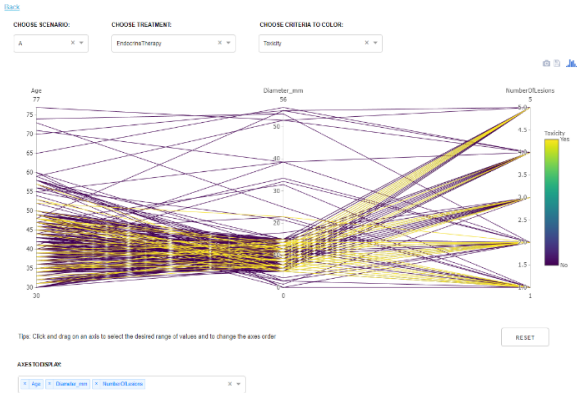 Back
CHOOSE SCENARIO: CHOOSE TREATMENT: CHOOSE CRITERIA TO COLOR:
A × EndocrineTherapy × Toxicity ×
Age Diameter_mm NumberOfLesions
77 56 5
75 50 5.0
70 4.5
65 40 4.0
60 3.5
55 30 3.0
50 2.5
45 20 2.0
40 1.5
35 1.0
30 0
30 0 1
Toxicity
Yes
No
Tips: Click and drag on an axis to select the desired range of values and to change the axes order.
RESET
AXES TO DISPLAY:
× Age × Diameter_mm × NumberOfLesions ×